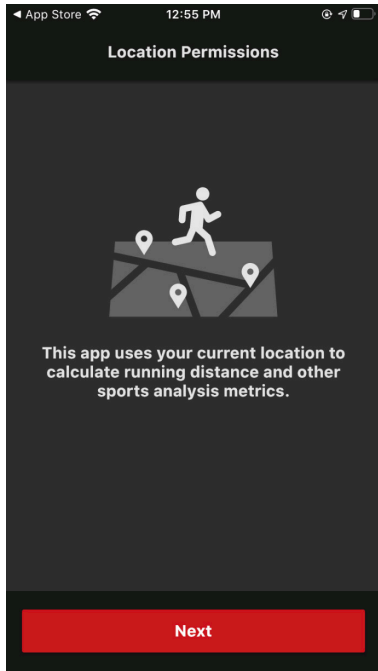 App Store 12:55 PM
Location Permissions
This app uses your current location to
calculate running distance and other
sports analysis metrics.
Next